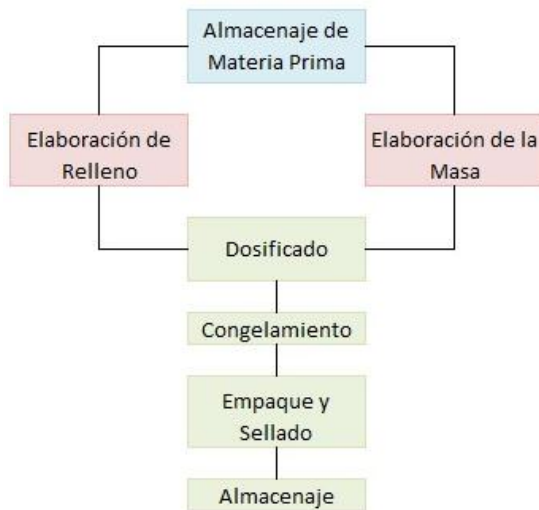 Almacenaje de
Materia Prima
Elaboración de
Relleno
Elaboración de la
Masa
Dosificado
Congelamiento
Empaque y
Sellado
Almacenaje